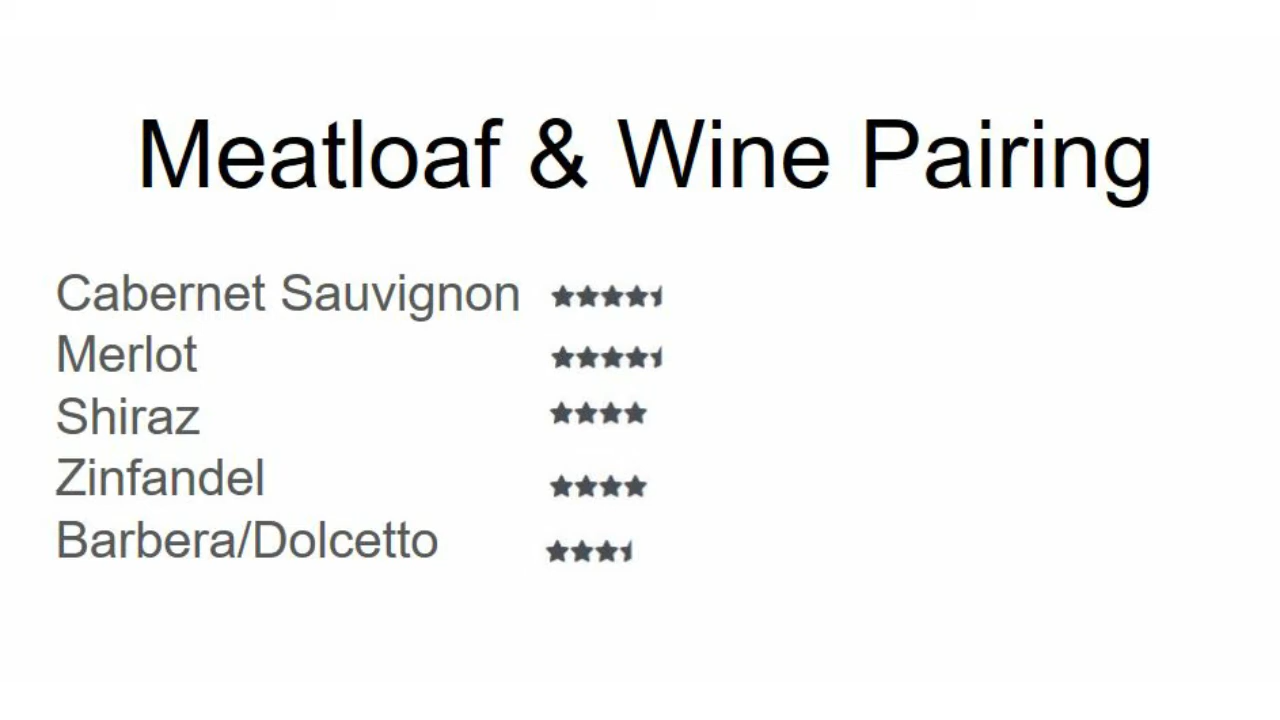 Meatloaf & Wine Pairing
Cabernet Sauvignon ★★★★⯨
Merlot ★★★★⯨
Shiraz ★★★★
Zinfandel ★★★★
Barbera/Dolcetto ★★★⯨